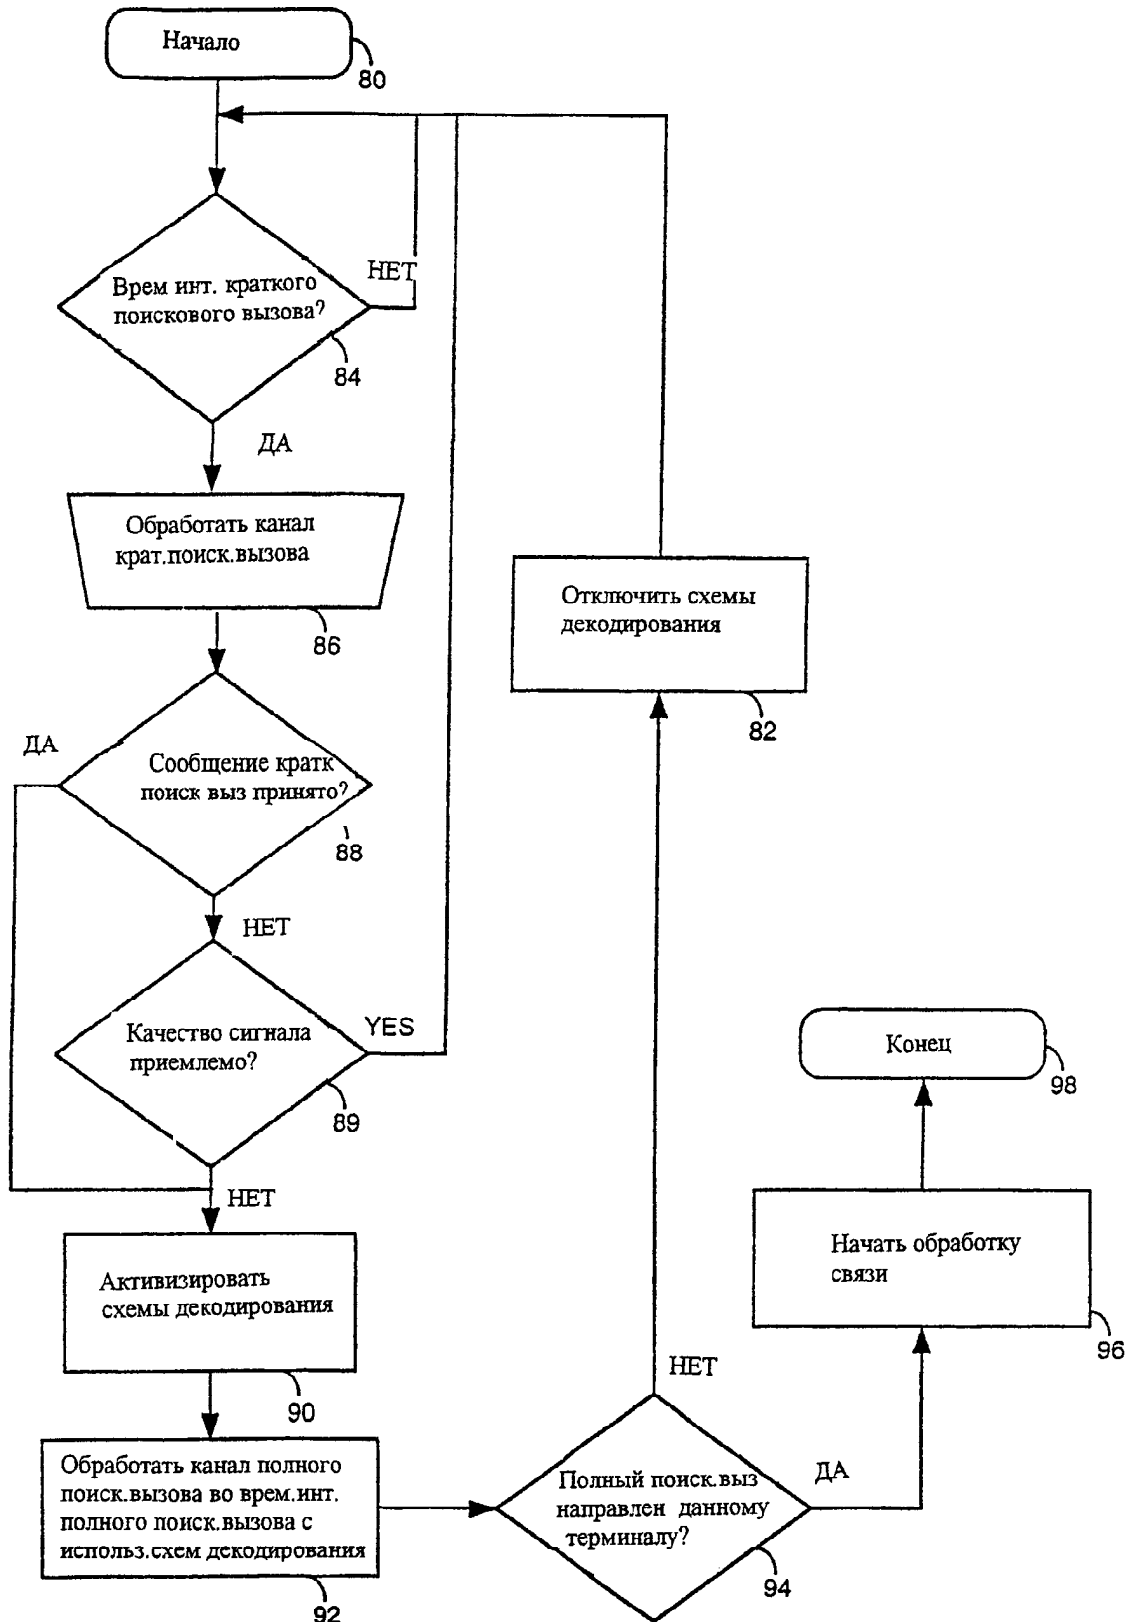 Начало
80
Врем инт. краткого
поискового вызова?
НЕТ
84
ДА
Обработать канал
крат.поиск.вызова
86
Отключить схемы
декодирования
82
ДА
Сообщение кратк
поиск выз принято?
88
НЕТ
Качество сигнала
приемлемо?
YES
89
НЕТ
Конец
98
Активизировать
схемы декодирования
90
Начать обработку
связи
96
НЕТ
Обработать канал полного
поиск.вызова во врем.инт.
полного поиск.вызова с
использ.схем декодирования
92
Полный поиск.выз
направлен данному
терминалу?
ДА
94